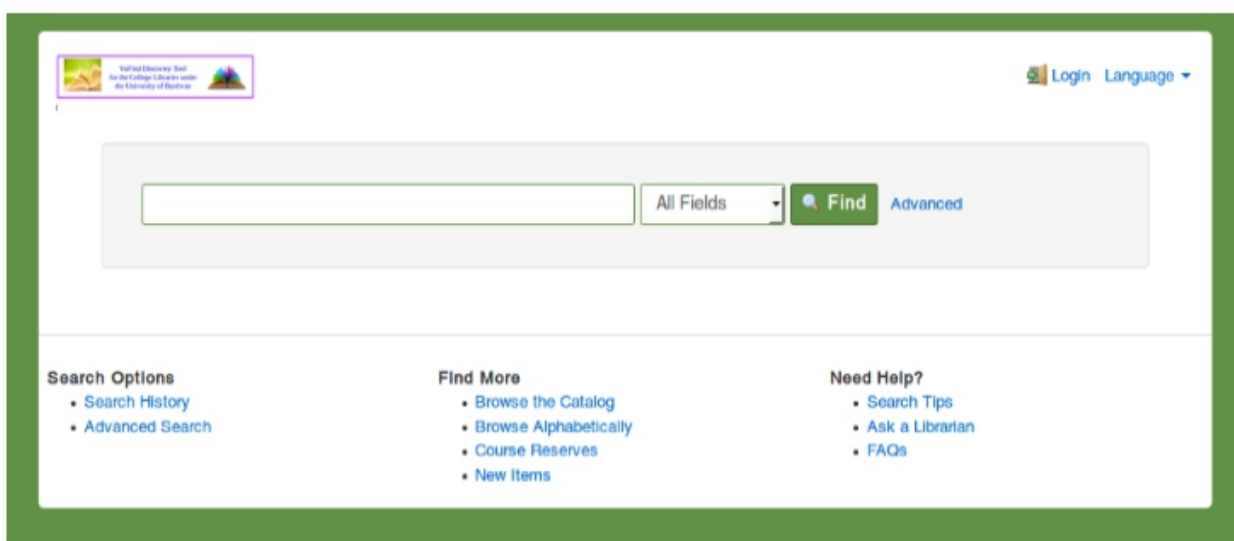 VuFind Discovery Tool
for the College Libraries under
the University of Burdwan
Login Language
All Fields Find Advanced
Search Options
Search History
Advanced Search
Find More
Browse the Catalog
Browse Alphabetically
Course Reserves
New Items
Need Help?
Search Tips
Ask a Librarian
FAQs